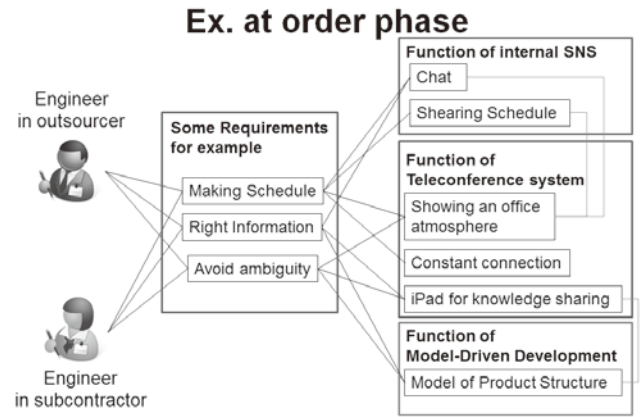 Ex. at order phase
Engineer
in outsourcer
Engineer
in subcontractor
Some Requirements
for example
Making Schedule
Right Information
Avoid ambiguity
Function of internal SNS
Chat
Shearing Schedule
Function of
Teleconference system
Showing an office
atmosphere
Constant connection
iPad for knowledge sharing
Function of
Model-Driven Development
Model of Product Structure